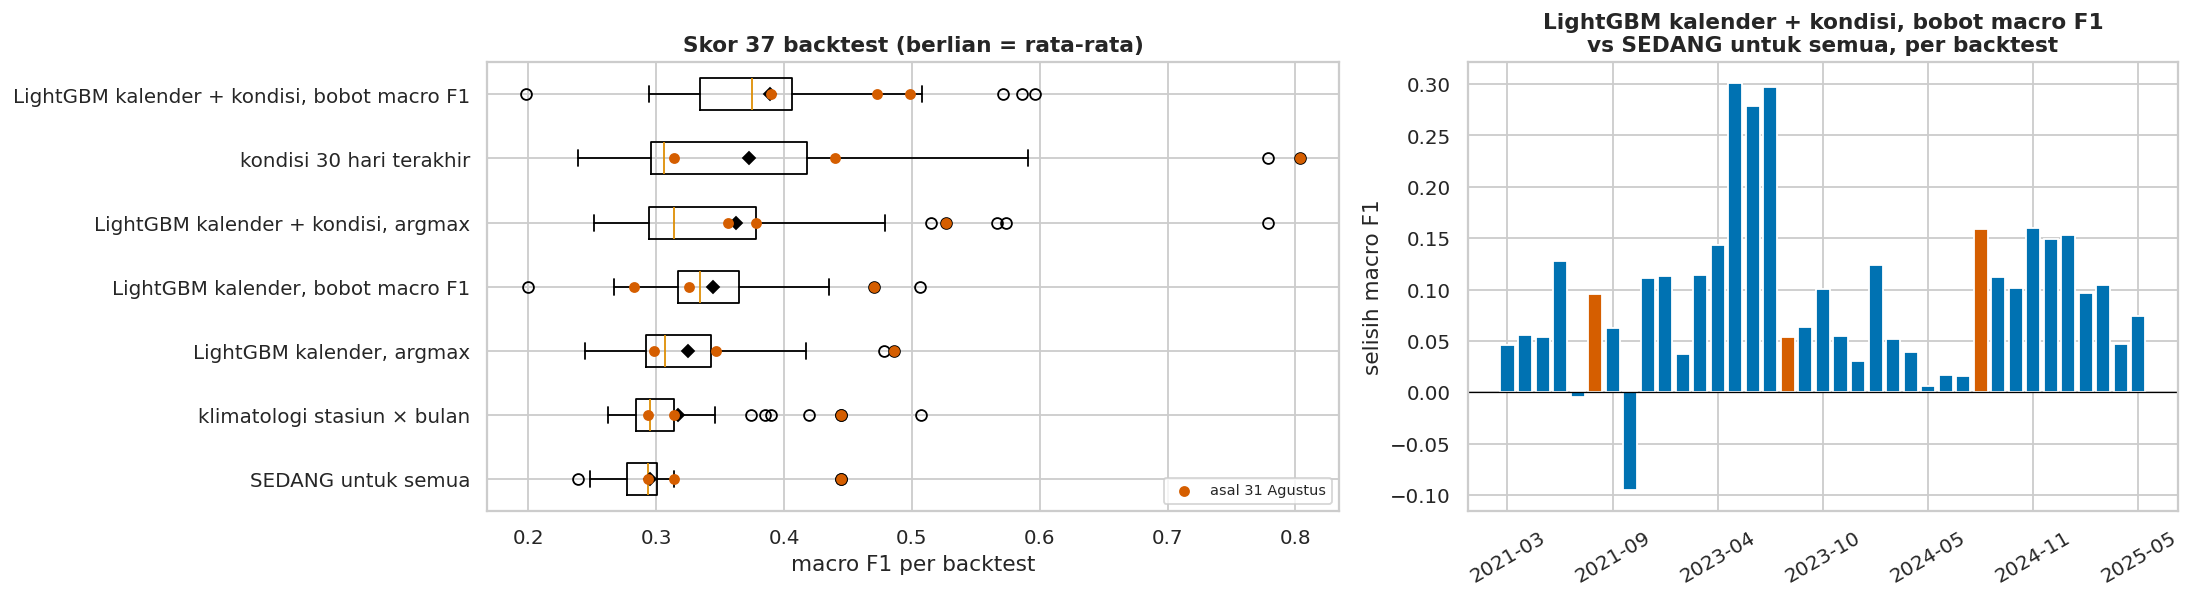 Skor 37 backtest (berlian = rata-rata)
LightGBM kalender + kondisi, bobot macro F1
kondisi 30 hari terakhir
LightGBM kalender + kondisi, argmax
LightGBM kalender, bobot macro F1
LightGBM kalender, argmax
klimatologi stasiun × bulan
SEDANG untuk semua
asal 31 Agustus
0.2 0.3 0.4 0.5 0.6 0.7 0.8
macro F1 per backtest
LightGBM kalender + kondisi, bobot macro F1
vs SEDANG untuk semua, per backtest
selisih macro F1
0.30
0.25
0.20
0.15
0.10
0.05
0.00
−0.05
−0.10
2021-03 2021-09 2023-04 2023-10 2024-05 2024-11 2025-05